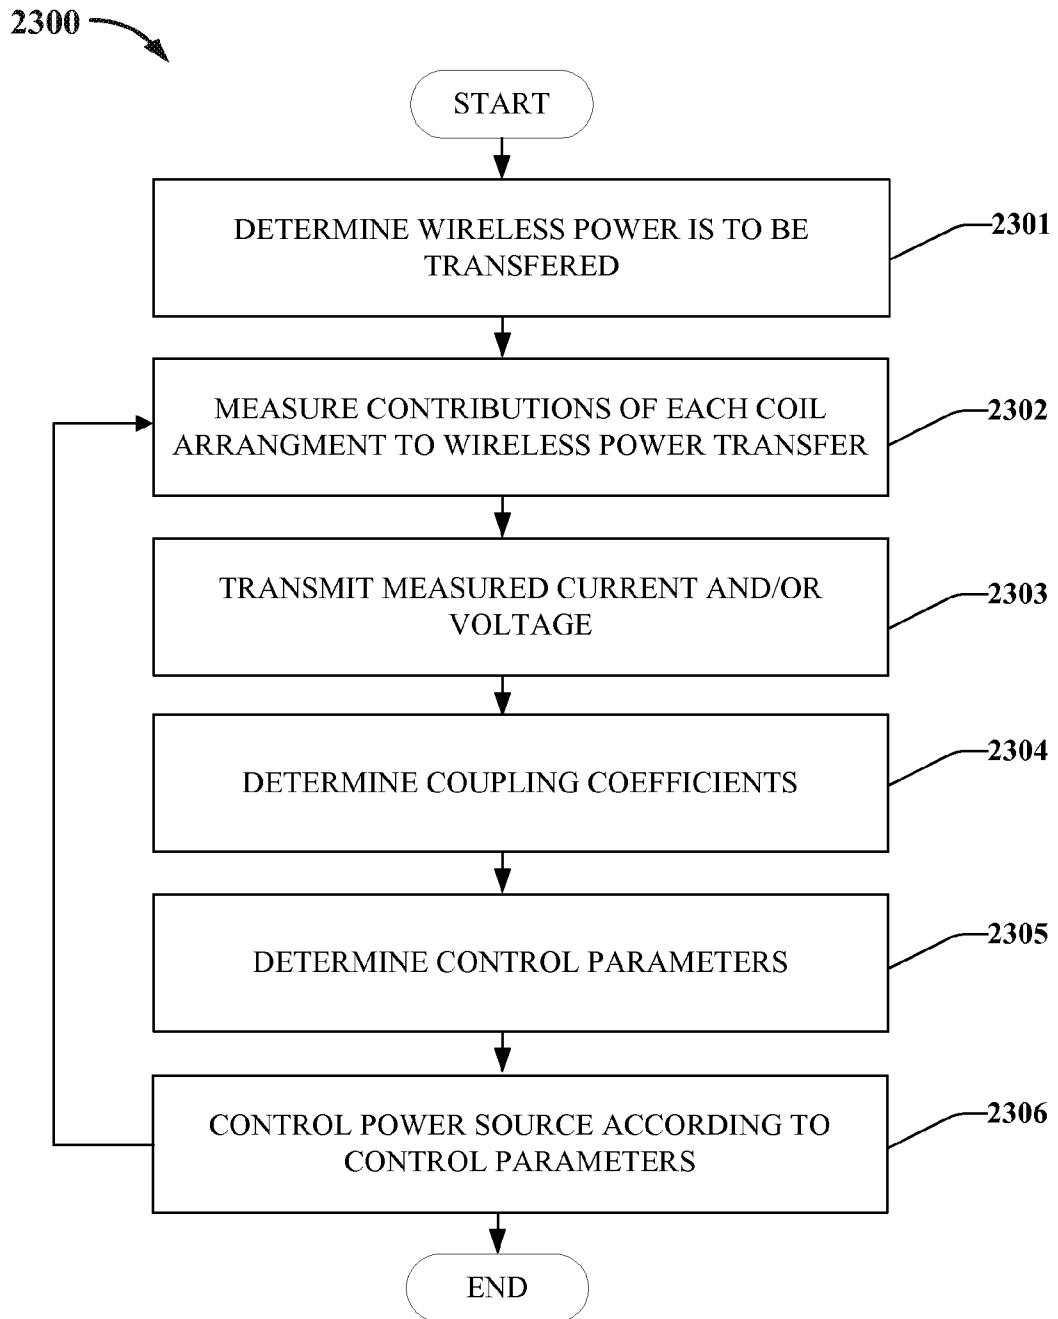 2300
START
DETERMINE WIRELESS POWER IS TO BE
TRANSFERED
2301
MEASURE CONTRIBUTIONS OF EACH COIL
ARRANGMENT TO WIRELESS POWER TRANSFER
2302
TRANSMIT MEASURED CURRENT AND/OR
VOLTAGE
2303
DETERMINE COUPLING COEFFICIENTS
2304
DETERMINE CONTROL PARAMETERS
2305
CONTROL POWER SOURCE ACCORDING TO
CONTROL PARAMETERS
2306
END